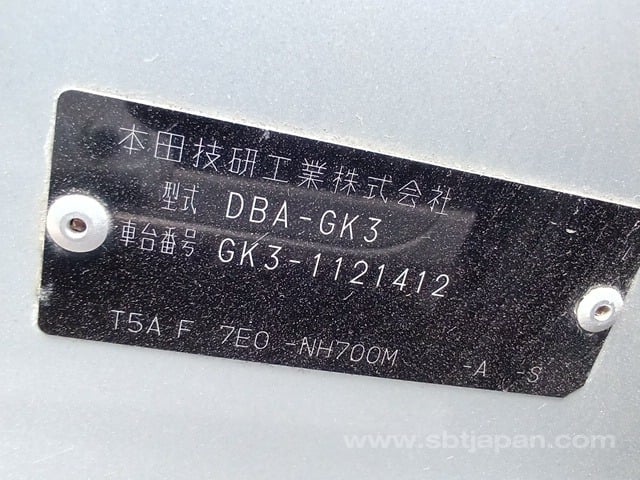 本田技研工業株式会社
型式 DBA-GK3
車台番号 GK3-1121412
T5A F 7E0 -NH700M -A -S
www.sbtjapan.com